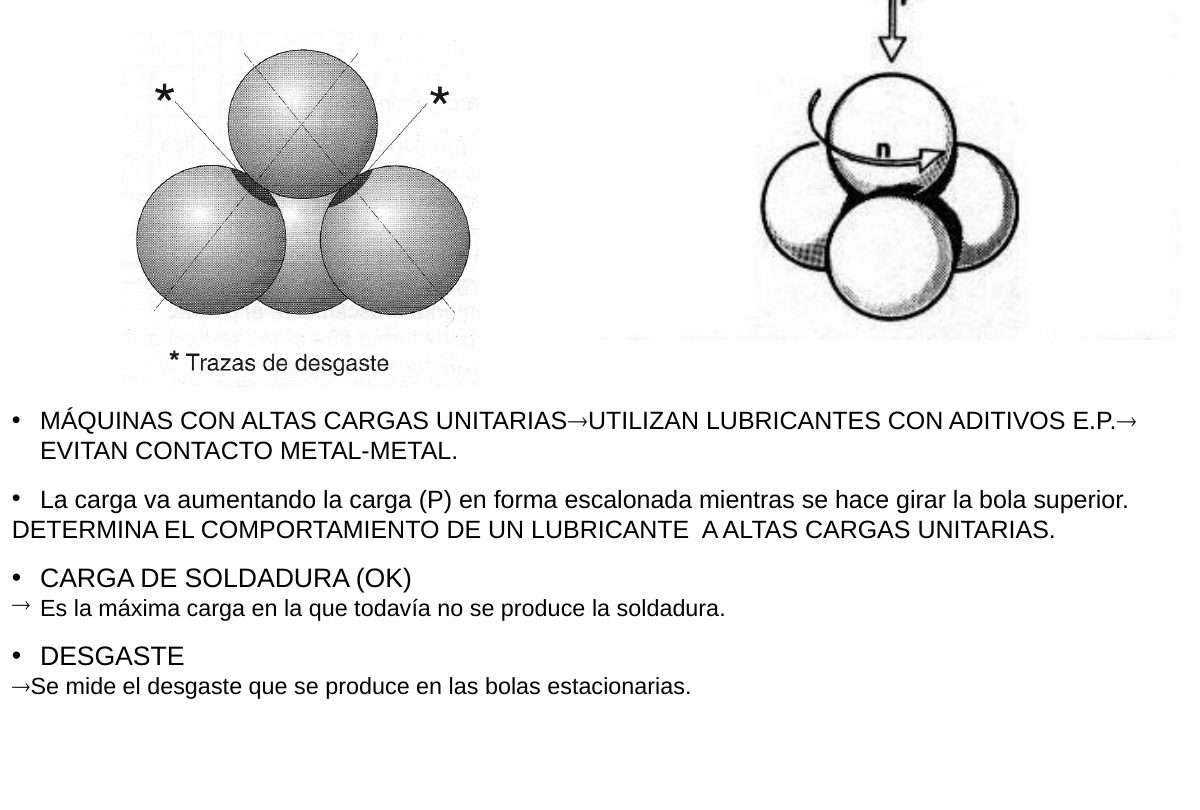 *
*
n
* Trazas de desgaste
• MÁQUINAS CON ALTAS CARGAS UNITARIAS→UTILIZAN LUBRICANTES CON ADITIVOS E.P.→
EVITAN CONTACTO METAL-METAL.
• La carga va aumentando la carga (P) en forma escalonada mientras se hace girar la bola superior.
DETERMINA EL COMPORTAMIENTO DE UN LUBRICANTE A ALTAS CARGAS UNITARIAS.
• CARGA DE SOLDADURA (OK)
→ Es la máxima carga en la que todavía no se produce la soldadura.
• DESGASTE
→Se mide el desgaste que se produce en las bolas estacionarias.